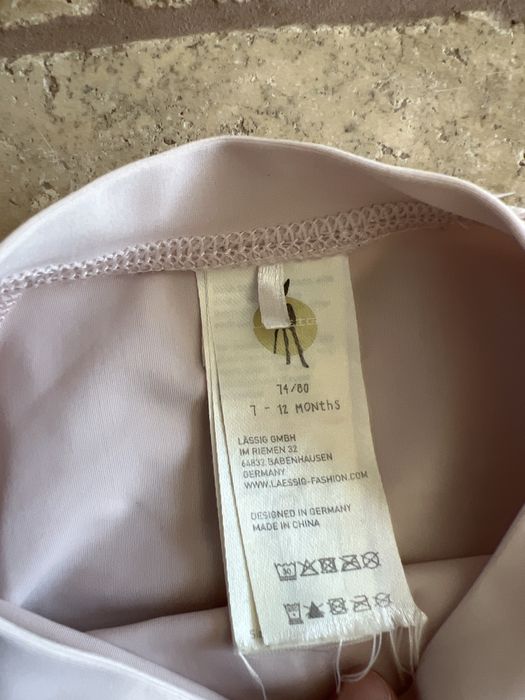 74/80
7 - 12 MONthS
LÄSSIG GMBH
IM RIEMEN 32
64832 BABENHAUSEN
GERMANY
WWW.LAESSIG-FASHION.COM
DESIGNED IN GERMANY
MADE IN CHINA
30